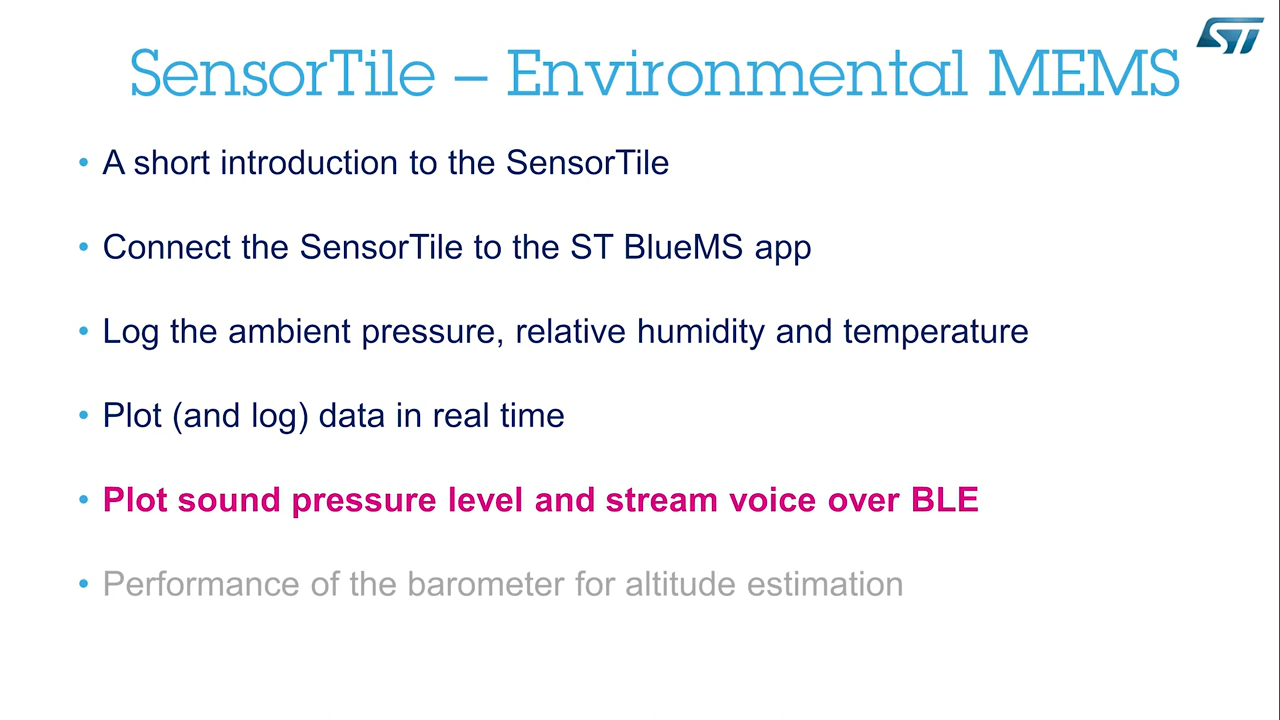 ST
SensorTile – Environmental MEMS
• A short introduction to the SensorTile
• Connect the SensorTile to the ST BlueMS app
• Log the ambient pressure, relative humidity and temperature
• Plot (and log) data in real time
• Plot sound pressure level and stream voice over BLE
• Performance of the barometer for altitude estimation